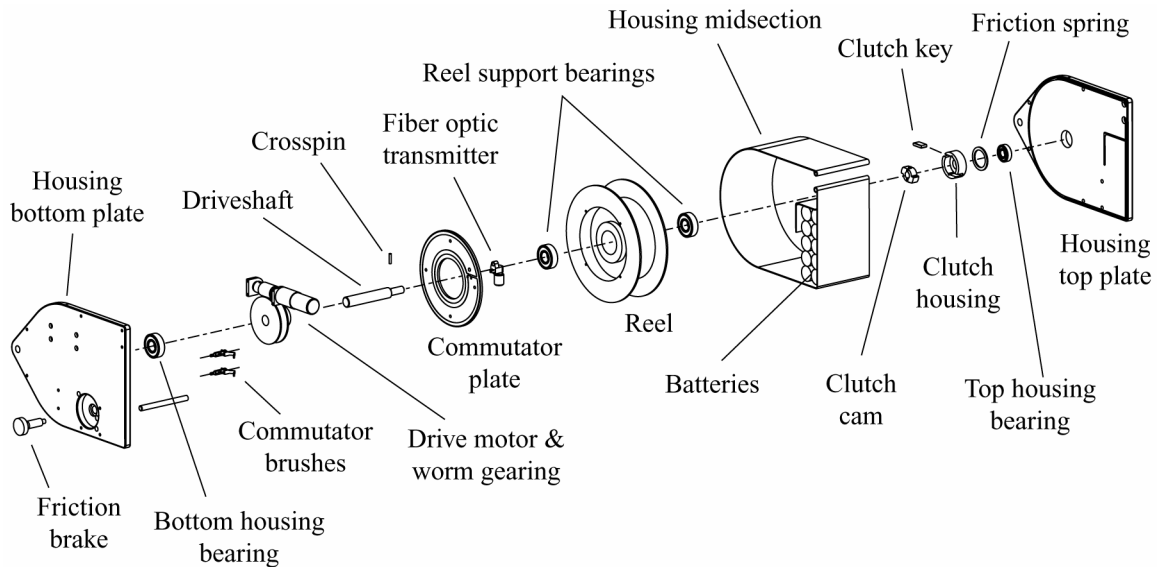 Housing midsection
Friction spring
Clutch key
Reel support bearings
Crosspin
Fiber optic
transmitter
Housing
bottom plate
Driveshaft
Housing
top plate
Clutch
housing
Reel
Commutator
plate
Batteries
Clutch
cam
Top housing
bearing
Commutator
brushes
Drive motor &
worm gearing
Friction
brake
Bottom housing
bearing